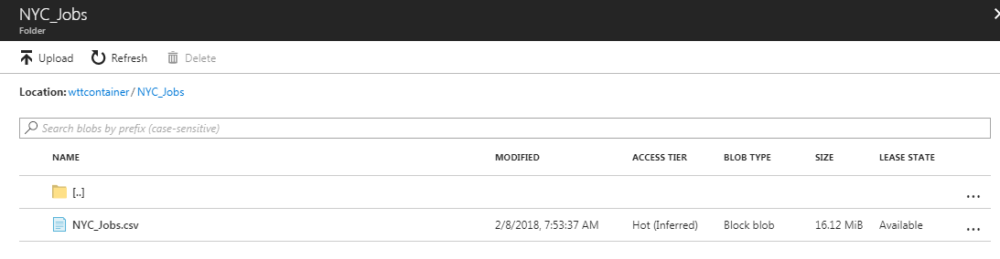 NYC_Jobs
Folder
Upload Refresh Delete
Location: wttcontainer / NYC_Jobs
Search blobs by prefix (case-sensitive)
NAME MODIFIED ACCESS TIER BLOB TYPE SIZE LEASE STATE
[..] ...
NYC_Jobs.csv 2/8/2018, 7:53:37 AM Hot (Inferred) Block blob 16.12 MiB Available ...